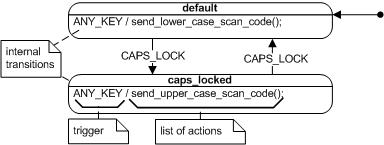 default
ANY_KEY / send_lower_case_scan_code();
internal
transitions
CAPS_LOCK
CAPS_LOCK
caps_locked
ANY_KEY / send_upper_case_scan_code();
trigger
list of actions